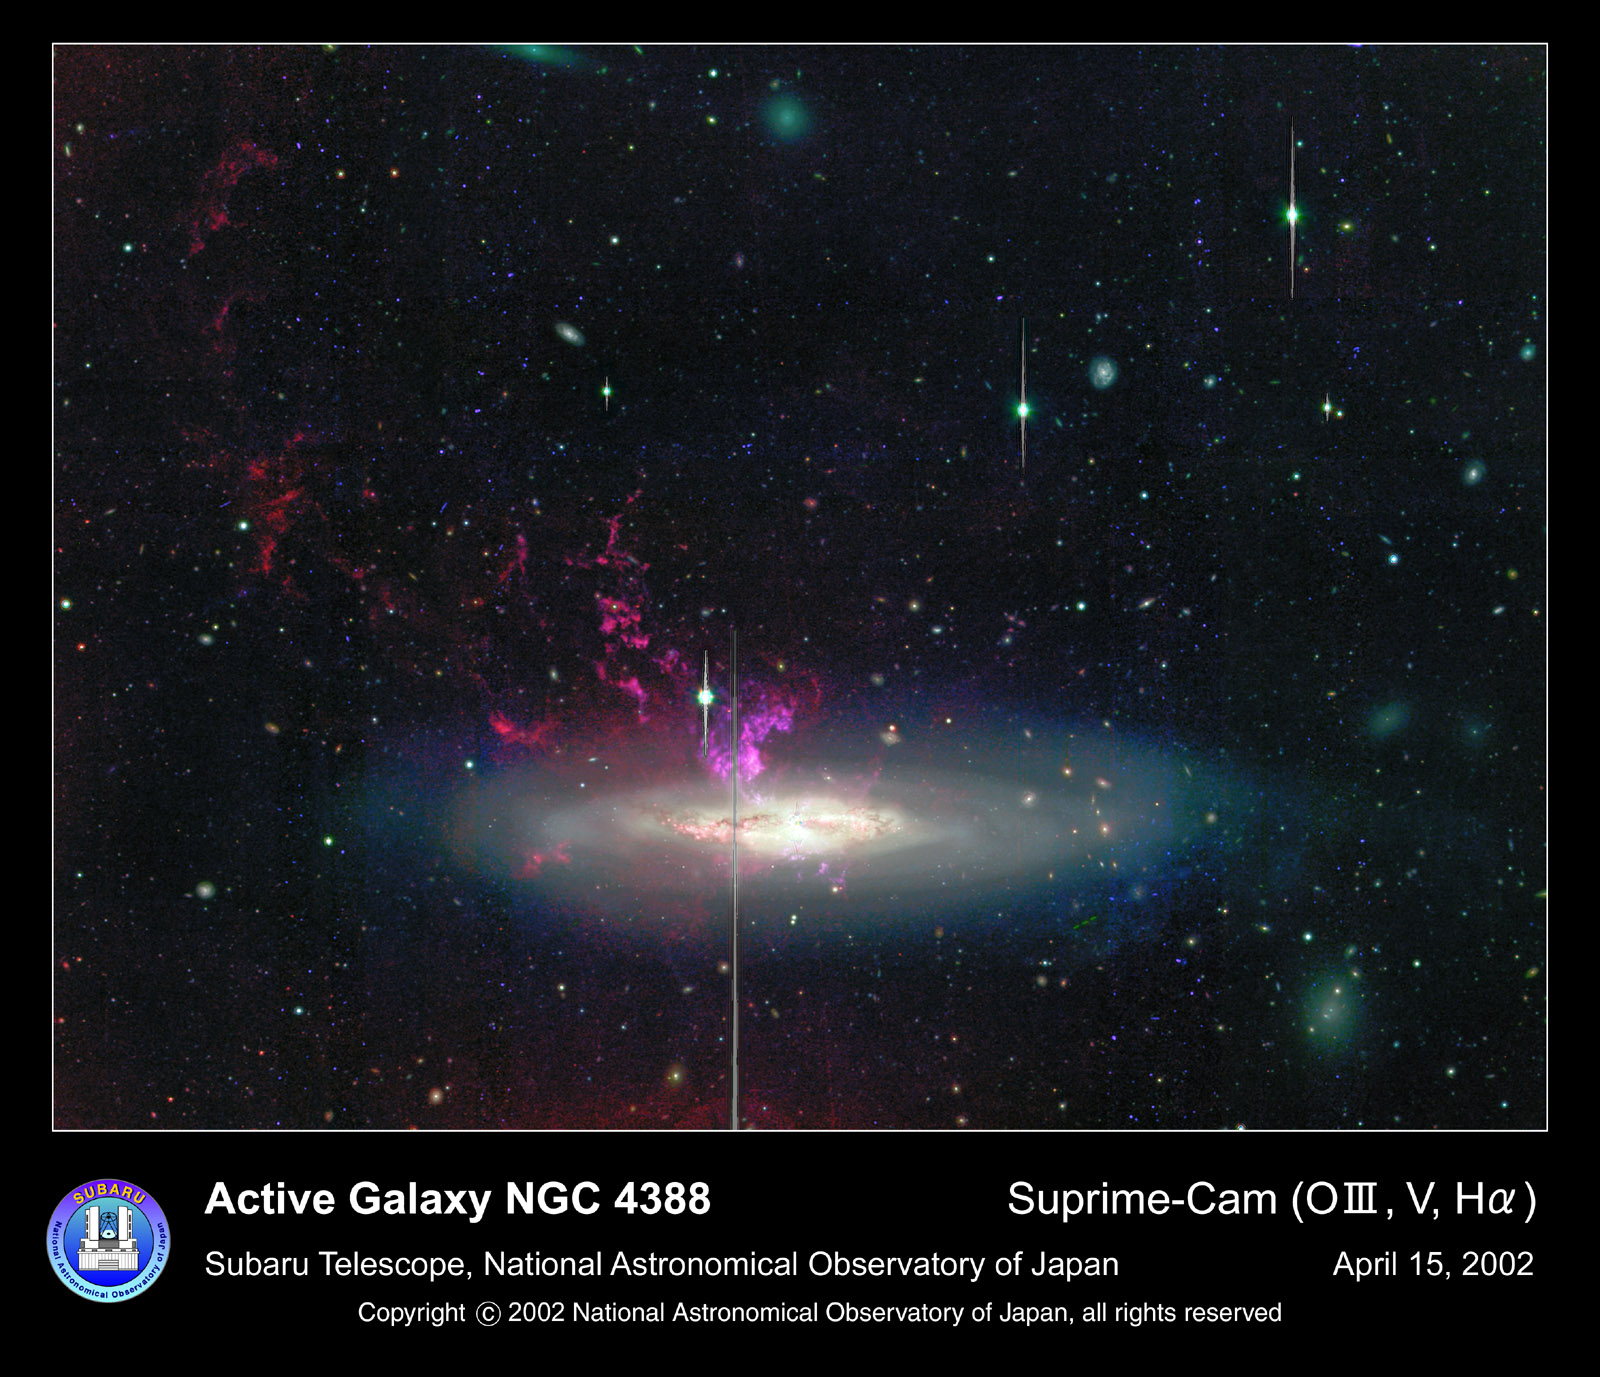 Active Galaxy NGC 4388
Suprime-Cam (OⅢ, V, Hα)
SUBARU
National Astronomical Observatory of Japan
Subaru Telescope, National Astronomical Observatory of Japan
April 15, 2002
Copyright © 2002 National Astronomical Observatory of Japan, all rights reserved